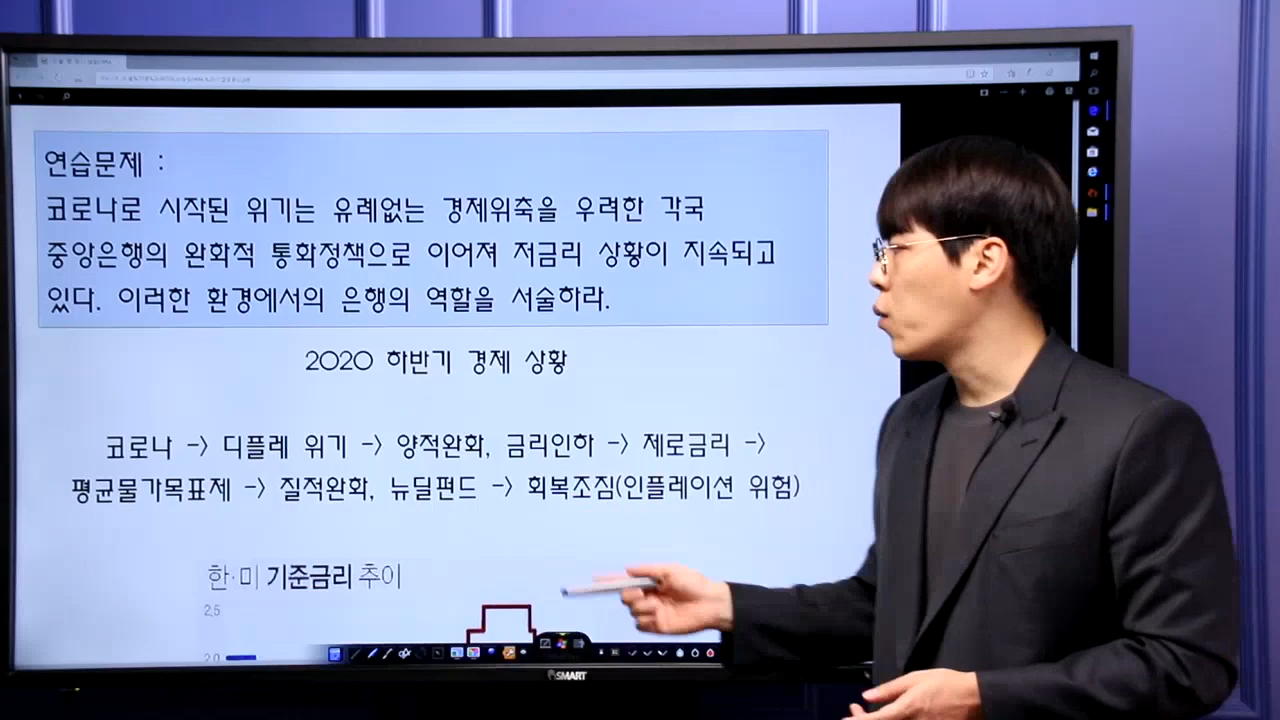 연습문제 :
코로나로 시작된 위기는 유례없는 경제위축을 우려한 각국
중앙은행의 완화적 통화정책으로 이어져 저금리 상황이 지속되고
있다. 이러한 환경에서의 은행의 역할을 서술하라.
2020 하반기 경제 상황
코로나 -> 디플레 위기 -> 양적완화, 금리인하 -> 제로금리 ->
평균물가목표제 -> 질적완화, 뉴딜펀드 -> 회복조짐(인플레이션 위험)
한·미 기준금리 추이
2.5
2.0
SMART